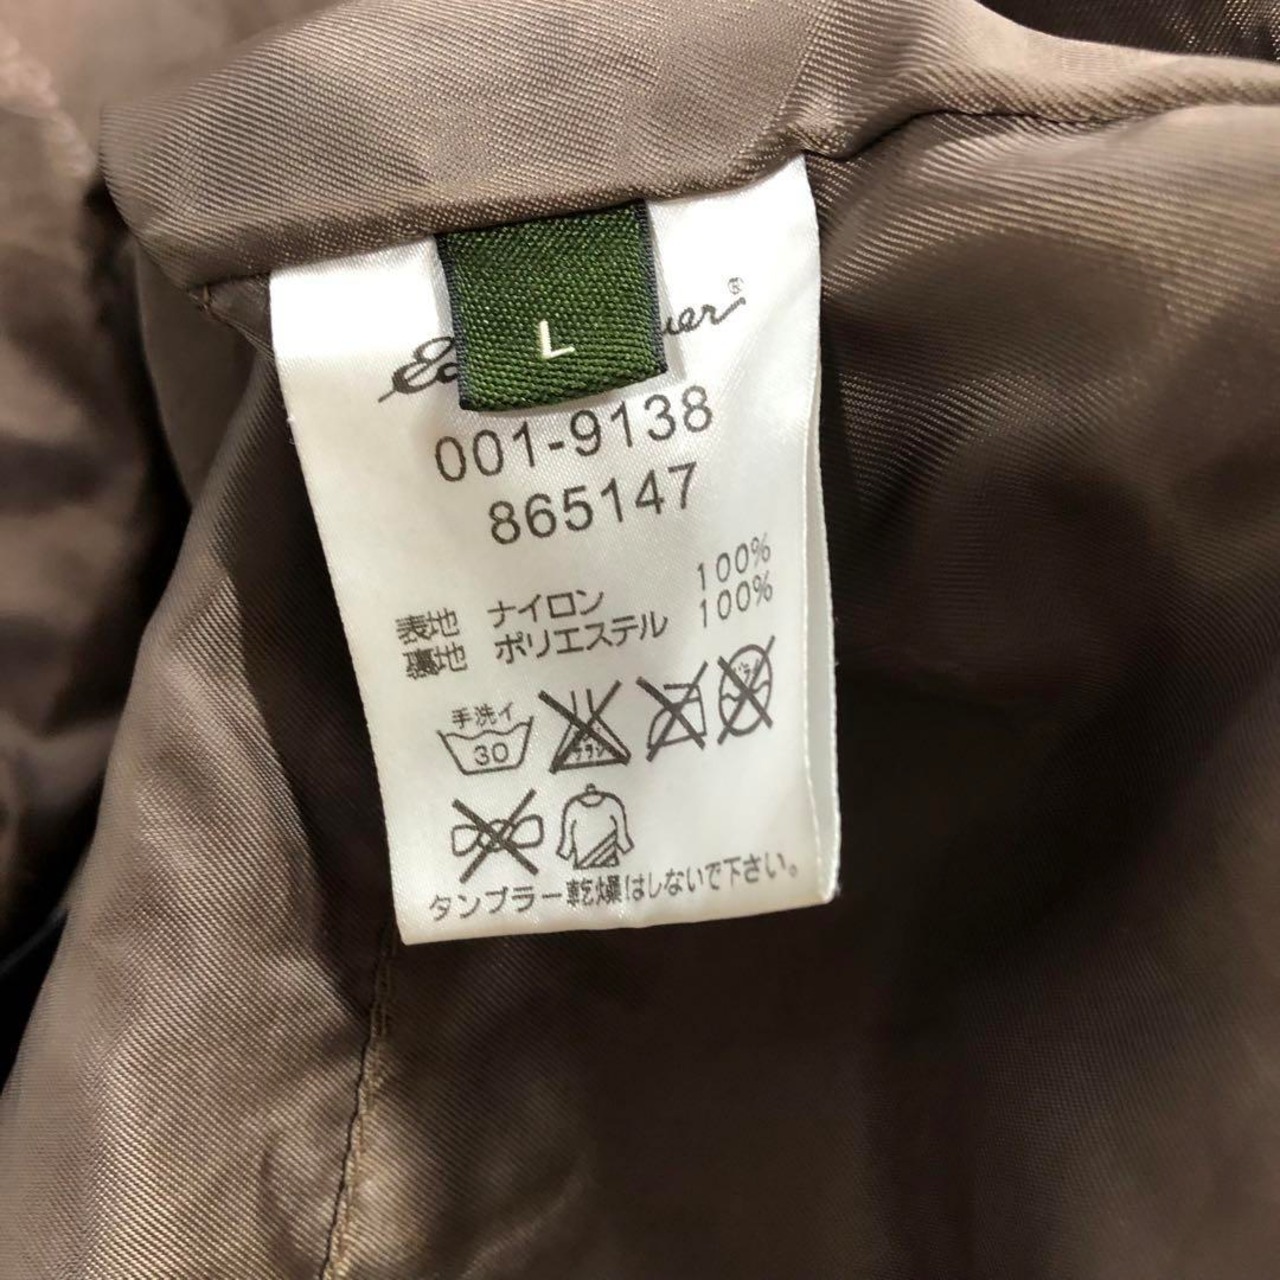 L
001-9138
865147
表地 ナイロン 100%
裏地 ポリエステル 100%
手洗イ
30
タンブラー乾燥はしないで下さい。